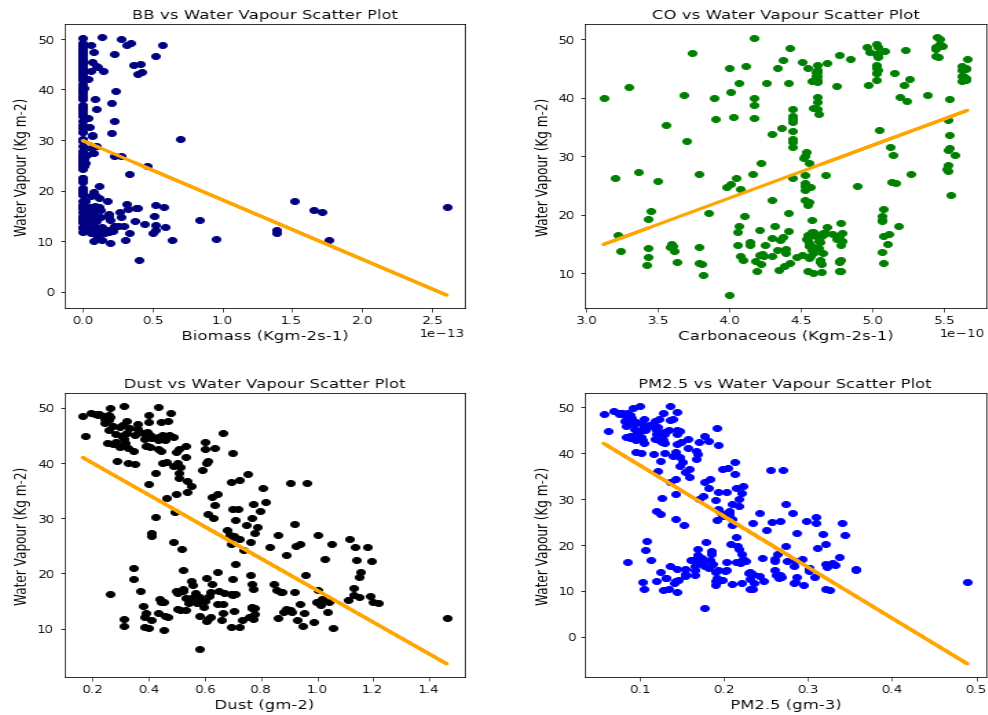 BB vs Water Vapour Scatter Plot
Water Vapour (Kg m-2)
50
40
30
20
10
0
0.0 0.5 1.0 1.5 2.0 2.5
1e−13
Biomass (Kgm-2s-1)
CO vs Water Vapour Scatter Plot
Water Vapour (Kg m-2)
50
40
30
20
10
3.0 3.5 4.0 4.5 5.0 5.5
1e−10
Carbonaceous (Kgm-2s-1)
Dust vs Water Vapour Scatter Plot
Water Vapour (Kg m-2)
50
40
30
20
10
0.2 0.4 0.6 0.8 1.0 1.2 1.4
Dust (gm-2)
PM2.5 vs Water Vapour Scatter Plot
Water Vapour (Kg m-2)
50
40
30
20
10
0
0.1 0.2 0.3 0.4 0.5
PM2.5 (gm-3)